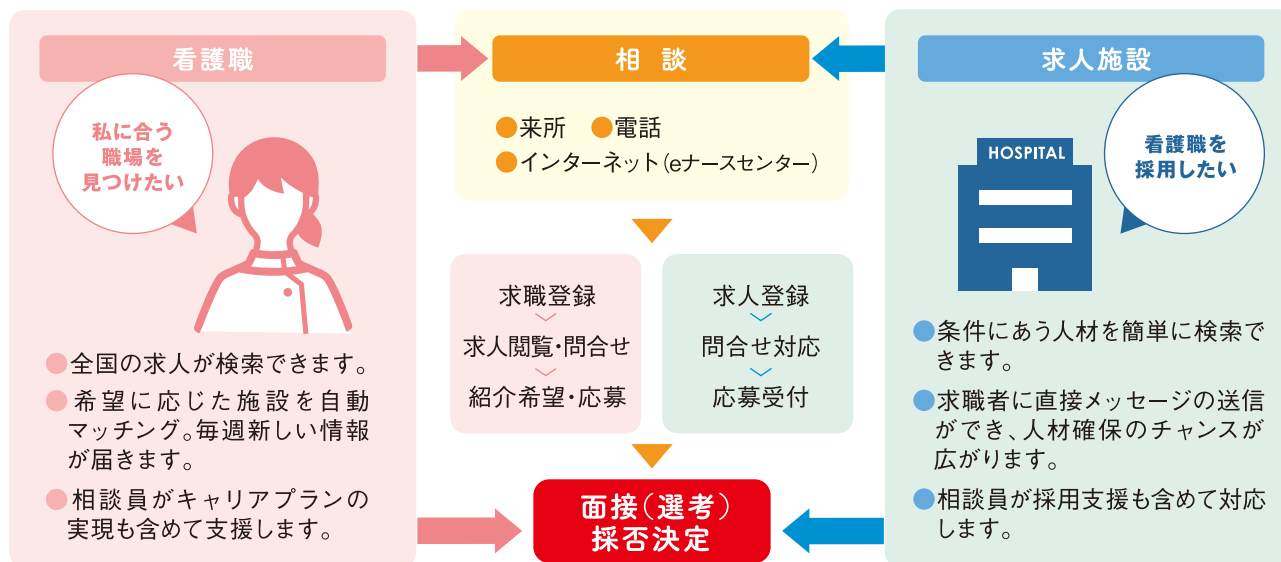 看護職
私に合う
職場を
見つけたい
●全国の求人が検索できます。
●希望に応じた施設を自動
マッチング。毎週新しい情報
が届きます。
●相談員がキャリアプランの
実現も含めて支援します。
相談
●来所 ●電話
●インターネット(eナースセンター)
求職登録
求人閲覧・問合せ
紹介希望・応募
求人登録
問合せ対応
応募受付
面接(選考)
採否決定
求人施設
HOSPITAL
看護職を
採用したい
●条件にあう人材を簡単に検索で
きます。
●求職者に直接メッセージの送信
ができ、人材確保のチャンスが
広がります。
●相談員が採用支援も含めて対応
します。